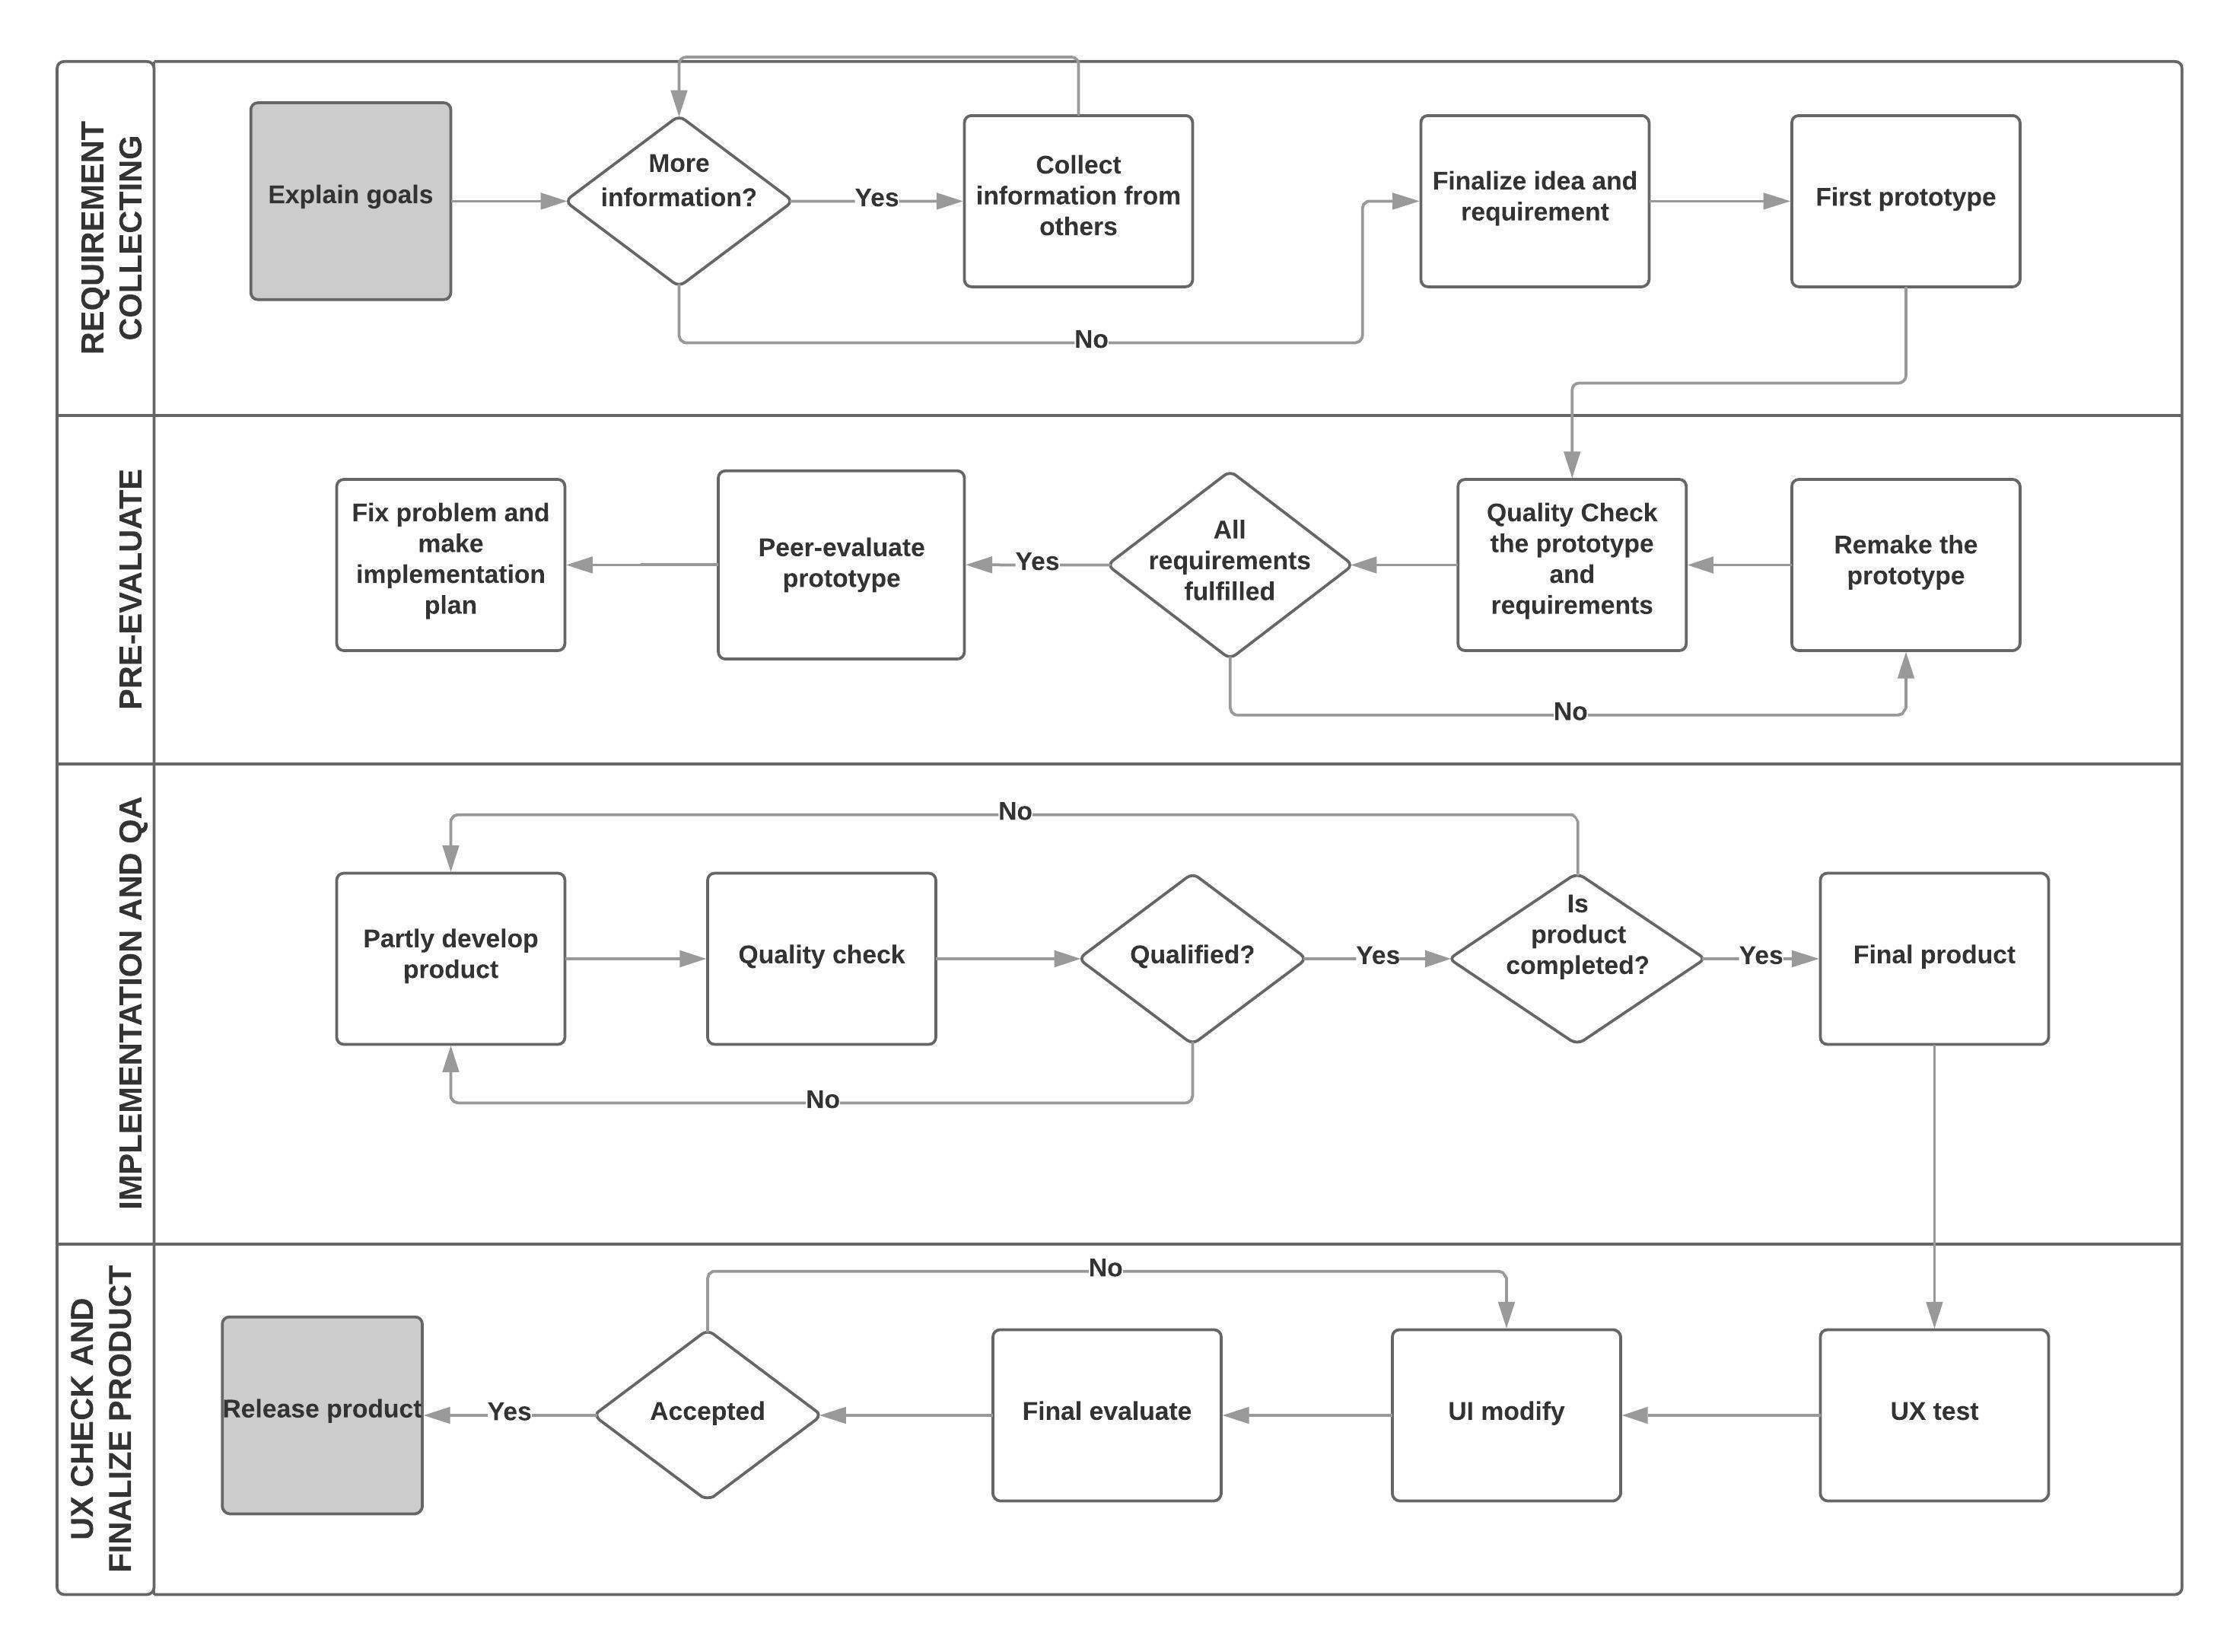 REQUIREMENT
COLLECTING
Explain goals
More
information?
Yes
Collect
information from
others
No
Finalize idea and
requirement
First prototype
PRE-EVALUATE
Fix problem and
make
implementation
plan
Peer-evaluate
prototype
Yes
All
requirements
fulfilled
Quality Check
the prototype
and
requirements
Remake the
prototype
No
IMPLEMENTATION AND QA
No
Partly develop
product
Quality check
Qualified?
Yes
Is
product
completed?
Yes
Final product
No
UX CHECK AND
FINALIZE PRODUCT
No
Release product
Yes
Accepted
Final evaluate
UI modify
UX test